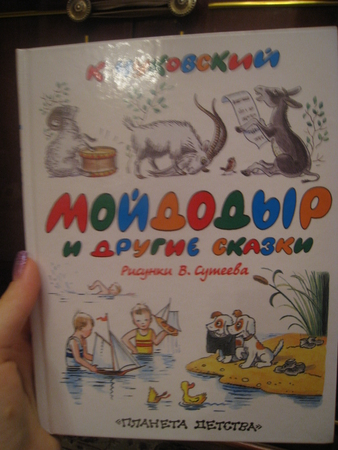 К. Чуковский
МОЙДОДЫР
И ДРУГИЕ СКАЗКИ
Рисунки В. Сутеева
«ПЛАНЕТА ДЕТСТВА»